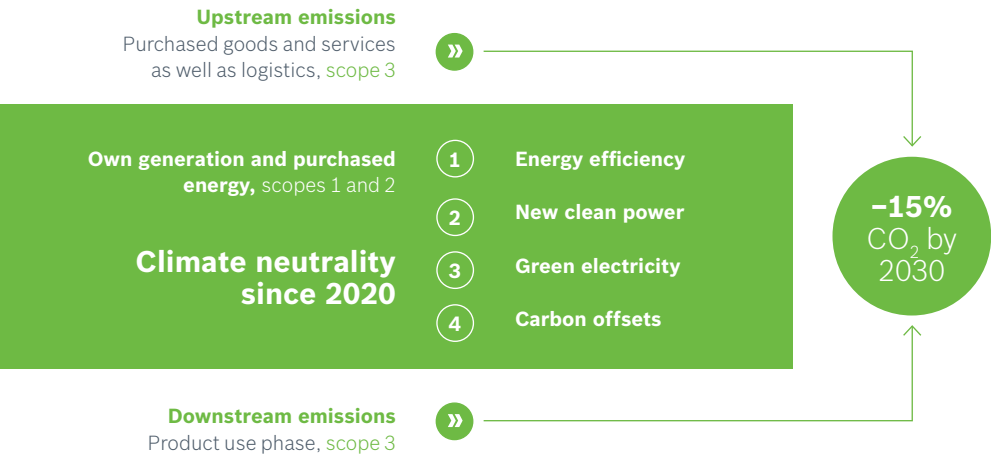 Upstream emissions
Purchased goods and services
as well as logistics, scope 3
»
Own generation and purchased
energy, scopes 1 and 2
Climate neutrality
since 2020
1 Energy efficiency
2 New clean power
3 Green electricity
4 Carbon offsets
–15%
CO₂ by
2030
Downstream emissions
Product use phase, scope 3
»